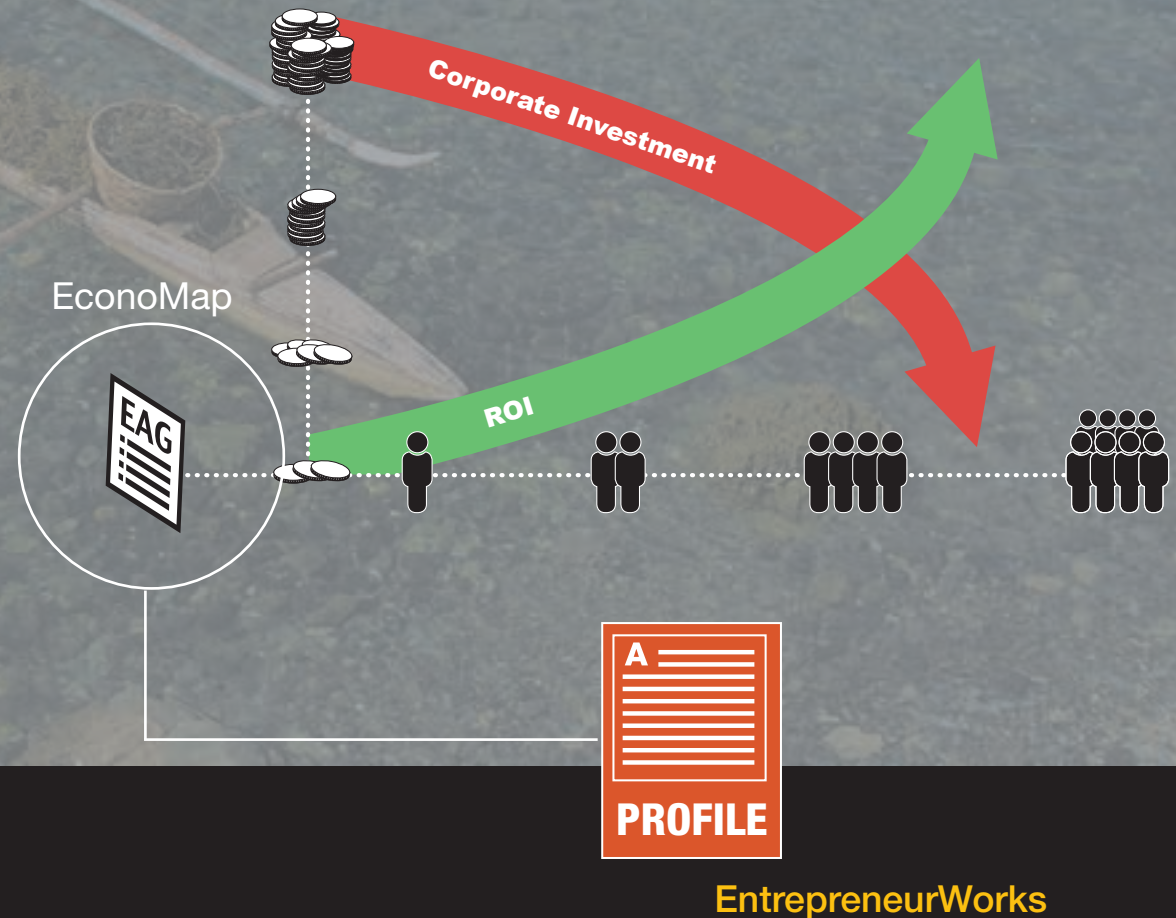 Corporate Investment
EconoMap
EAG
ROI
A
PROFILE
EntrepreneurWorks